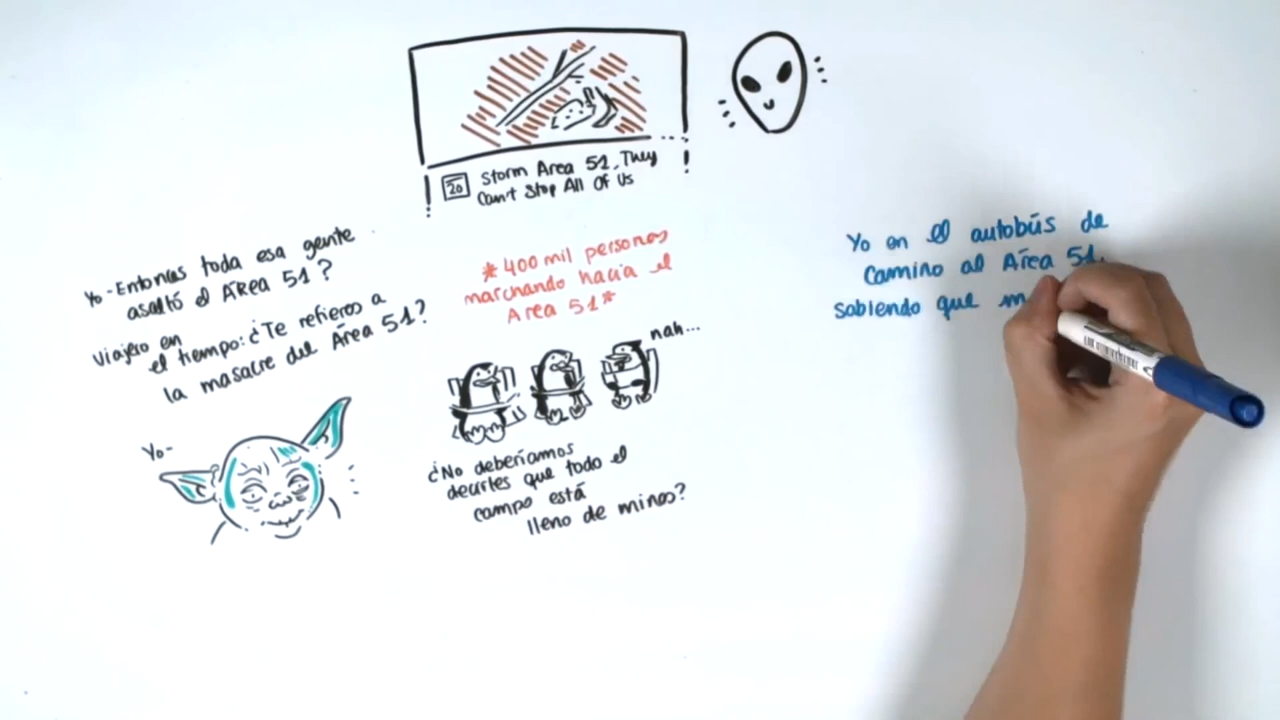 20
Storm Area 51, They
Can't Stop All Of Us
Yo - Entonces toda esa gente
asaltó el ÁREA 51?
Viajero en
el tiempo: ¿Te refieros a
la masacre del Área 51?
Yo-
*400 mil personas
marchando hacia el
Area 51*
nah...
¿No deberíamos
decirles que todo el
campo está
lleno de minas?
Yo en el autobús de
Camino al Área 51,
sabiendo que m